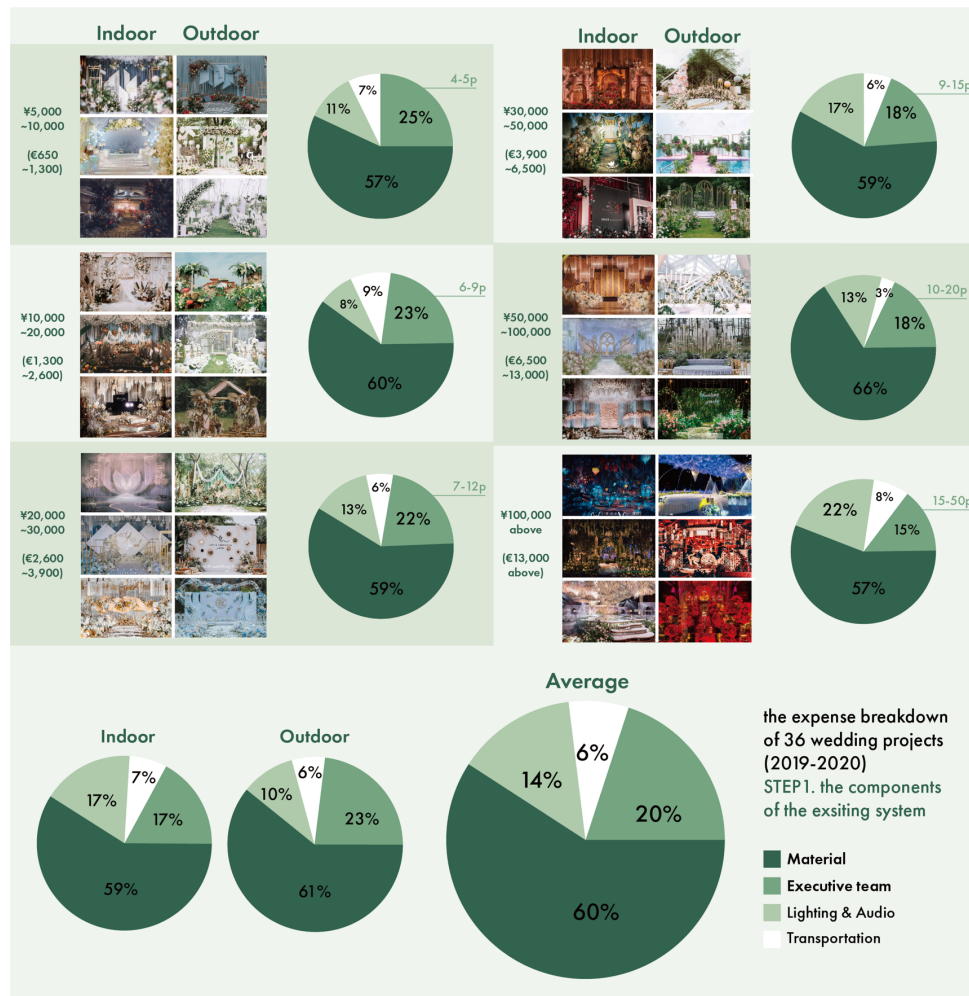 Indoor
Outdoor
¥5,000
~10,000
(€650
~1,300)
7%
11%
25%
57%
4-5p
¥10,000
~20,000
(€1,300
~2,600)
9%
8%
23%
60%
6-9p
¥20,000
~30,000
(€2,600
~3,900)
6%
13%
22%
59%
7-12p
Indoor
Outdoor
¥30,000
~50,000
(€3,900
~6,500)
6%
17%
18%
59%
9-15p
¥50,000
~100,000
(€6,500
~13,000)
3%
13%
18%
66%
10-20p
¥100,000
above
(€13,000
above)
8%
22%
15%
57%
15-50p
Indoor
7%
17%
17%
59%
Outdoor
6%
10%
23%
61%
Average
6%
14%
20%
60%
the expense breakdown
of 36 wedding projects
(2019-2020)
STEP1. the components
of the exsiting system
Material
Executive team
Lighting & Audio
Transportation